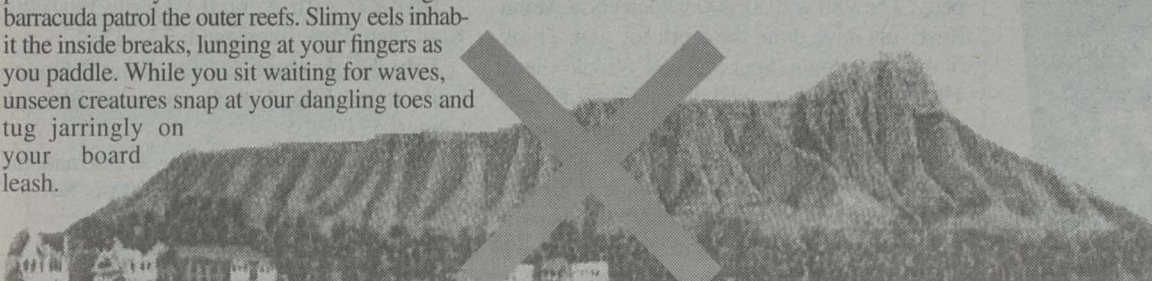 barracuda patrol the outer reefs. Slimy eels inhab-
it the inside breaks, lunging at your fingers as
you paddle. While you sit waiting for waves,
unseen creatures snap at your dangling toes and
tug jarringly on
your board
leash.